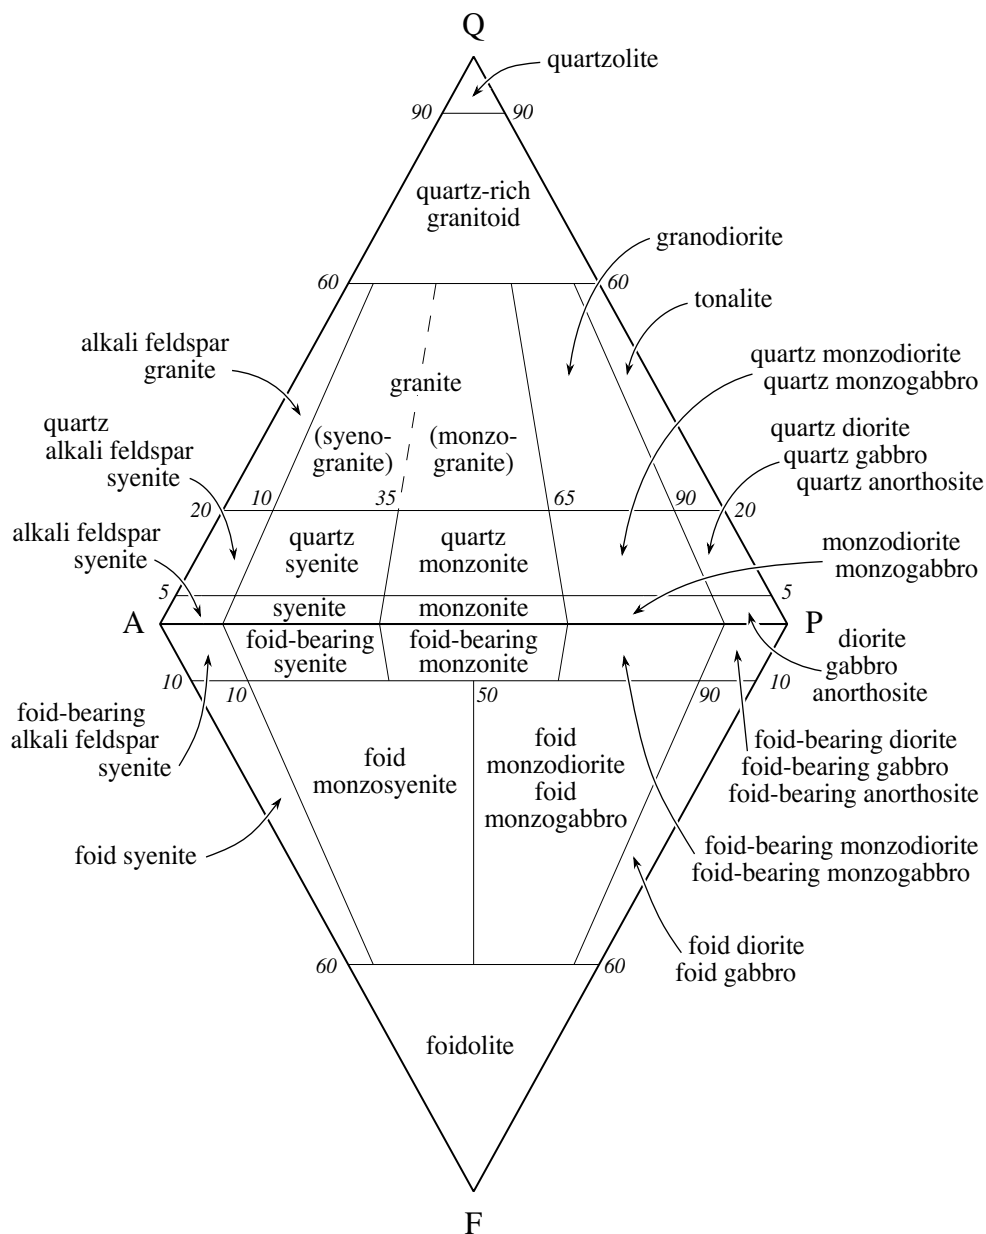 Q
quartzolite
90
90
quartz-rich
granitoid
granodiorite
60
60
tonalite
alkali feldspar
granite
quartz monzodiorite
quartz monzogabbro
granite
quartz
alkali feldspar
syenite
(syeno-
granite)
(monzo-
granite)
quartz diorite
quartz gabbro
quartz anorthosite
20
10
35
65
90
20
alkali feldspar
syenite
quartz
syenite
quartz
monzonite
monzodiorite
monzogabbro
5
5
syenite
monzonite
A
P
foid-bearing
syenite
foid-bearing
monzonite
diorite
gabbro
anorthosite
10
10
50
90
10
foid-bearing
alkali feldspar
syenite
foid
monzosyenite
foid
monzodiorite
foid
monzogabbro
foid-bearing diorite
foid-bearing gabbro
foid-bearing anorthosite
foid syenite
foid-bearing monzodiorite
foid-bearing monzogabbro
foid diorite
foid gabbro
60
60
foidolite
F